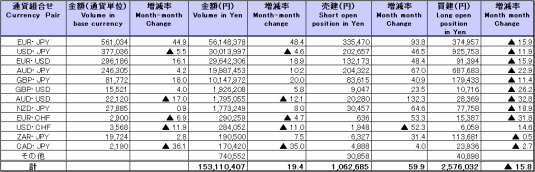 通貨組合せ 金額(通貨単位) 増減率 金額(円) 増減率 売建(円) 増減率 買建(円) 増減率
Currency Pair Volume in base currency Month-month Change Volume in Yen Month-month Change Short open position in Yen Month month Change Long open position in Yen Month month Change
EUR・JPY 561,034 44.9 56,148,378 48.4 335,470 93.8 374,957 ▲ 15.9
USD・JPY 377,036 ▲ 5.5 30,013,997 ▲ 4.6 202,657 46.5 925,753 ▲ 11.9
EUR・USD 296,186 16.1 29,642,306 18.9 132,173 48.4 91,394 ▲ 15.9
AUD・JPY 246,305 4.2 19,987,453 10.2 204,322 67.0 687,683 ▲ 22.9
GBP・JPY 81,772 18.0 10,147,972 20.0 83,615 40.9 179,433 ▲ 11.4
GBP・USD 15,521 4.0 1,926,208 5.8 9,047 23.5 10,716 ▲ 26.2
AUD・USD 22,120 ▲ 17.0 1,795,055 ▲ 12.1 20,280 132.3 28,369 ▲ 32.8
NZD・JPY 27,885 0.9 1,773,249 8.0 30,457 64.6 77,758 ▲ 18.9
EUR・CHF 2,900 ▲ 6.9 290,259 ▲ 4.7 636 53.3 15,387 ▲ 31.8
USD・CHF 3,568 ▲ 11.9 284,052 ▲ 11.0 1,948 ▲ 52.3 6,059 14.6
ZAR・JPY 19,724 2.8 190,500 7.5 6,327 31.4 113,681 ▲ 0.5
CAD・JPY 2,190 ▲ 36.1 170,420 ▲ 35.0 4,888 4.0 23,936 ▲ 2.7
その他 740,552 30,858 40,898
計 153,110,407 19.4 1,062,685 59.9 2,576,032 ▲ 15.8